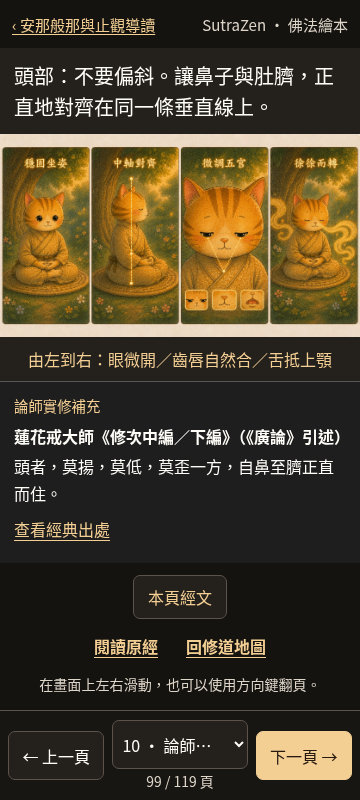 ‹ 安那般那與止觀導讀
SutraZen · 佛法繪本
頭部：不要偏斜。讓鼻子與肚臍，正
直地對齊在同一條垂直線上。
穩固坐姿
中軸對齊
微調五官
徐徐而轉
由左到右：眼微開／齒唇自然合／舌抵上顎
論師實修補充
蓮花戒大師《修次中編／下編》（《廣論》引述）
頭者，莫揚，莫低，莫歪一方，自鼻至臍正直
而住。
查看經典出處
本頁經文
閱讀原經
回修道地圖
在畫面上左右滑動，也可以使用方向鍵翻頁。
← 上一頁
10 · 論師…
下一頁 →
99 / 119 頁